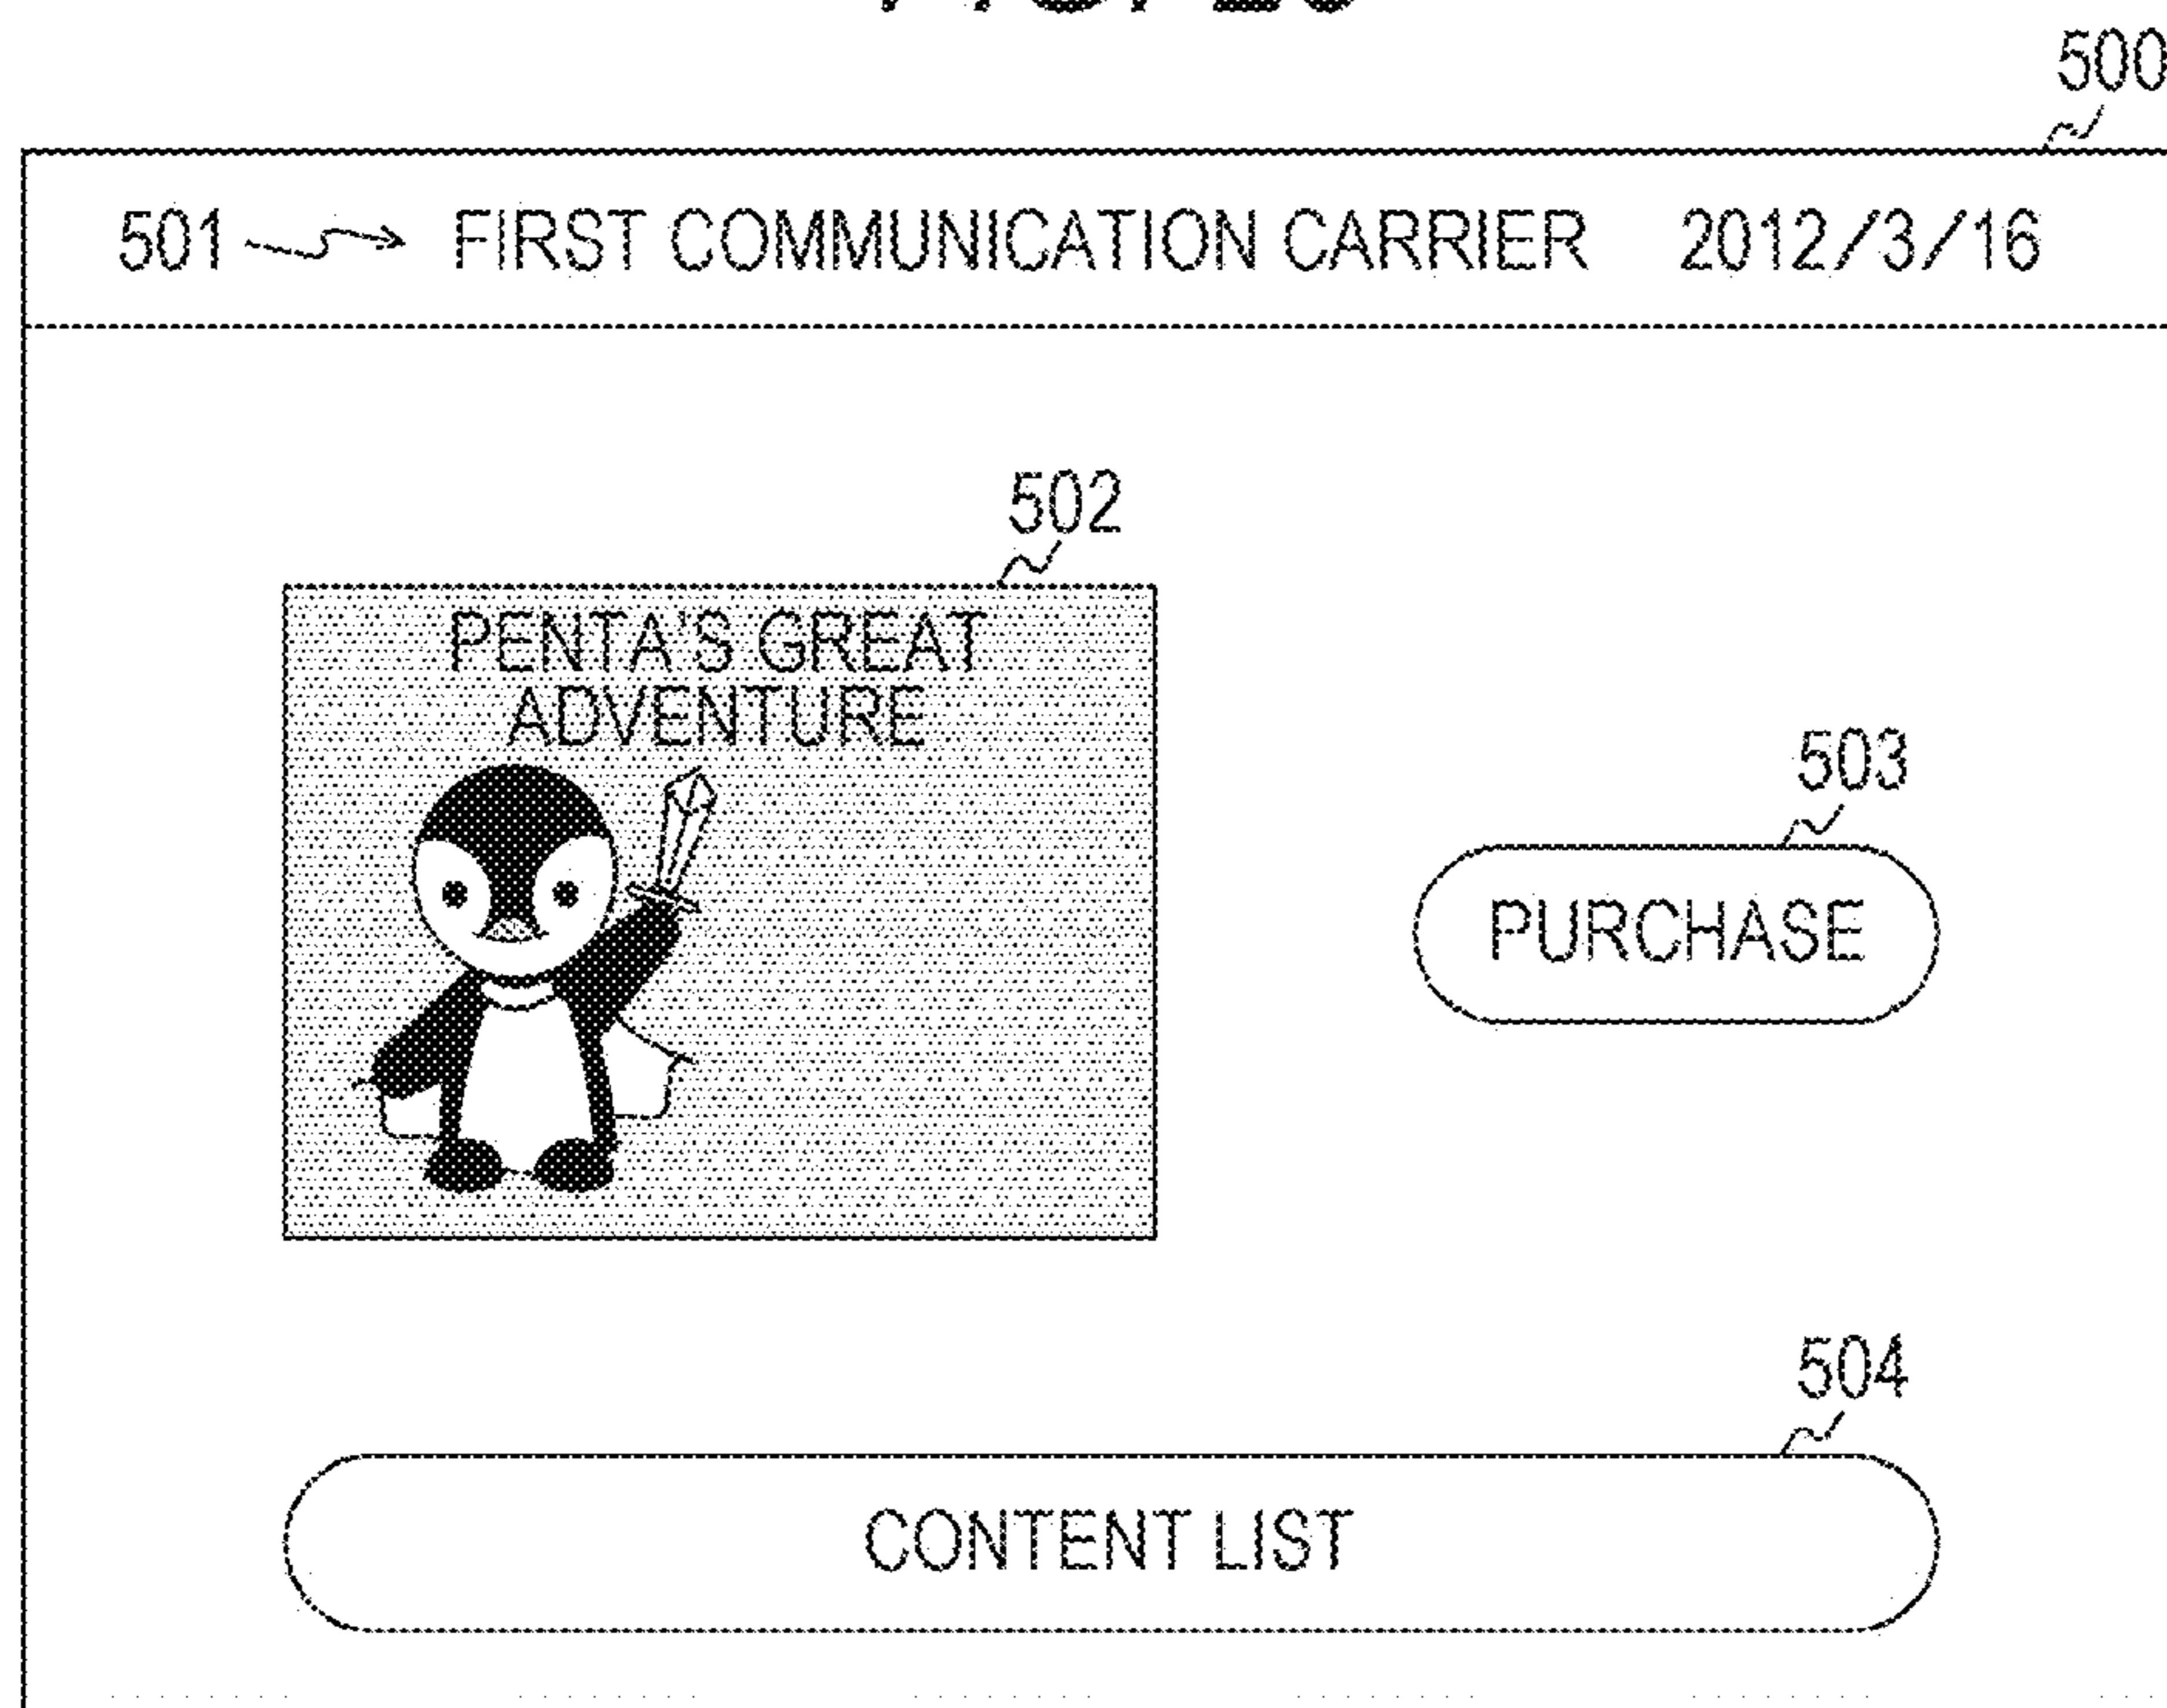 500
501 FIRST COMMUNICATION CARRIER 2012/3/16
502
PENTA'S GREAT
ADVENTURE
503
PURCHASE
504
CONTENT LIST